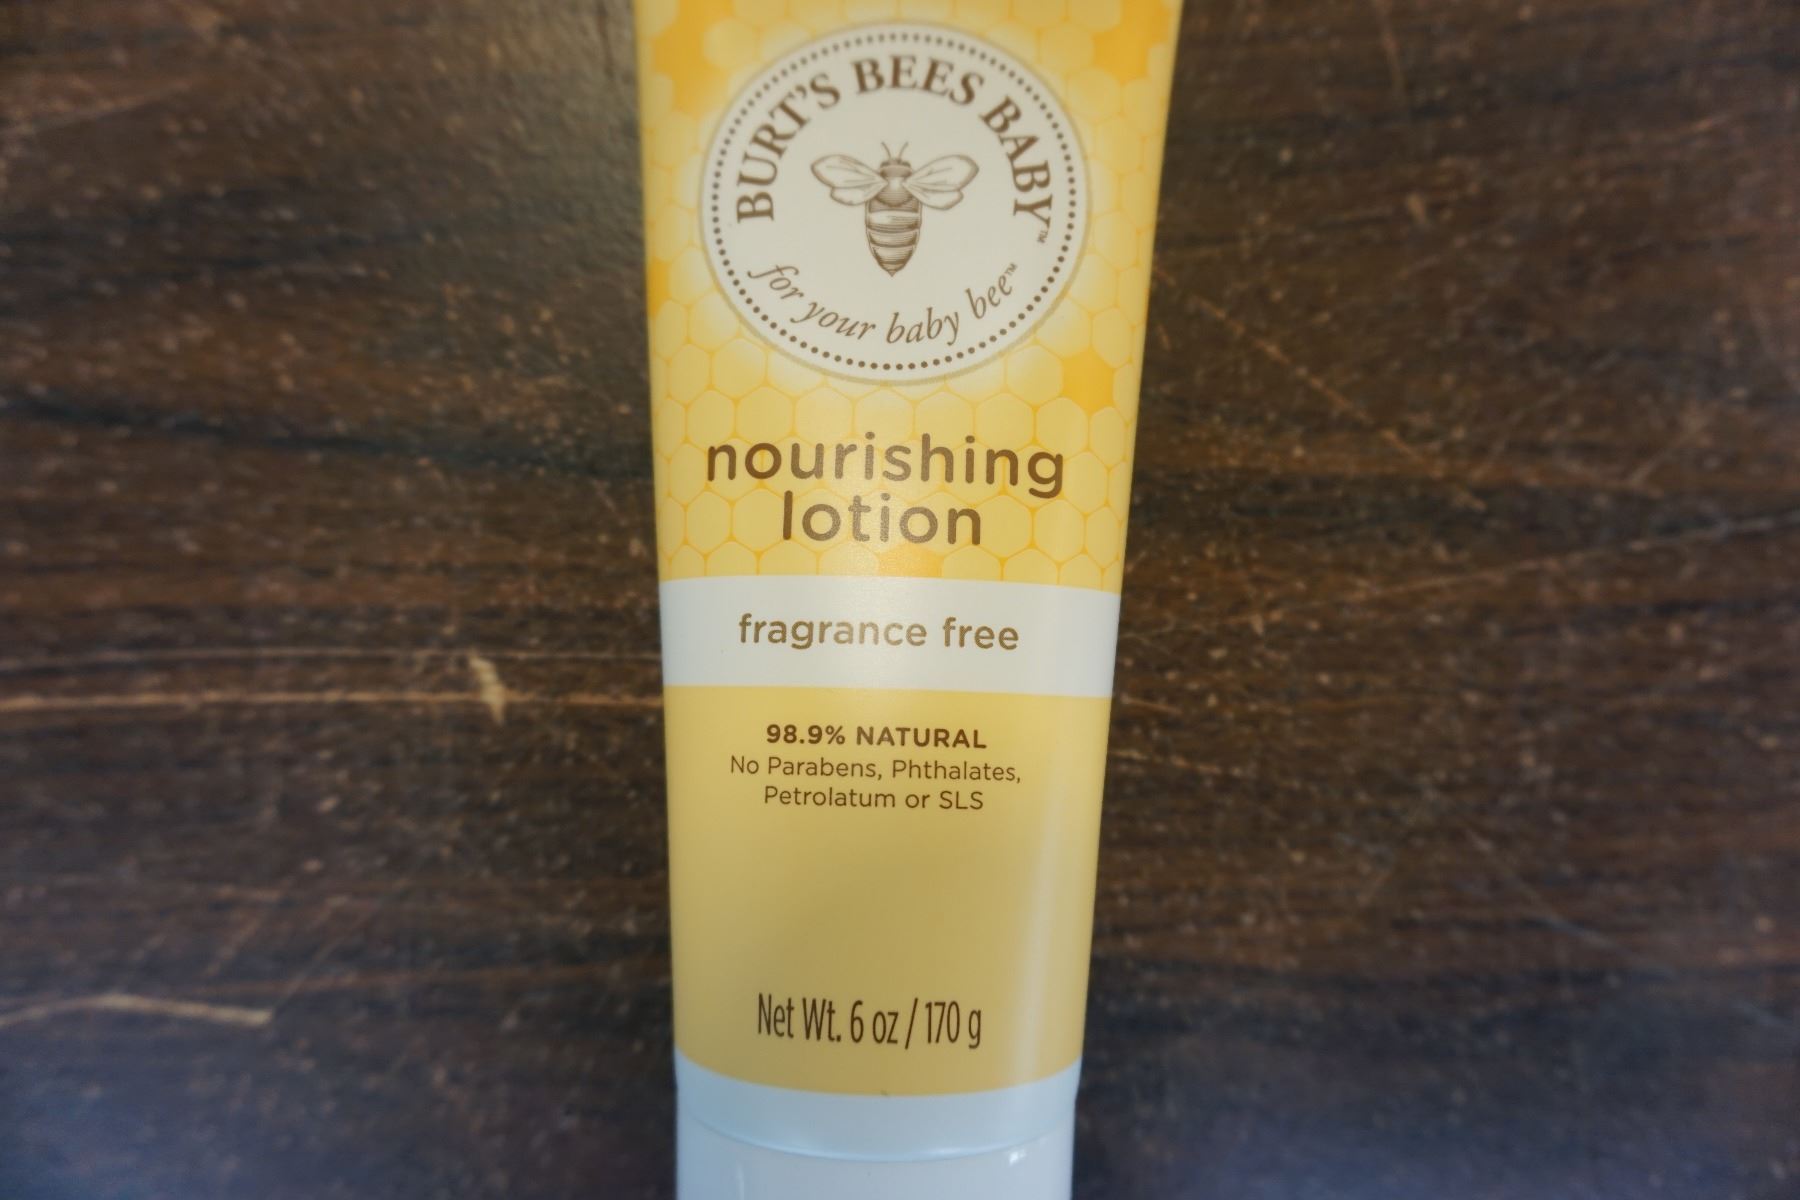 BURT'S BEES BABY™
for your baby bee™
nourishing
lotion
fragrance free
98.9% NATURAL
No Parabens, Phthalates,
Petrolatum or SLS
Net Wt. 6 oz / 170 g